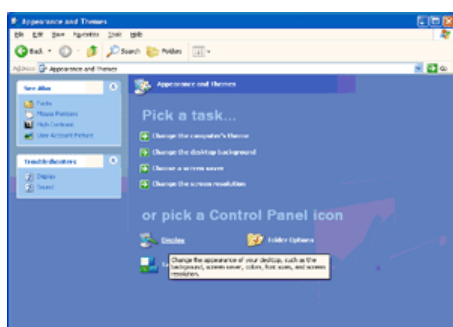 Appearance and Themes
File Edit View Favorites Tools Help
Back Search Folders
Address Appearance and Themes Go
See Also
Fonts
Mouse Pointers
High Contrast
User Account Picture
Troubleshooters
Display
Sound
Appearance and Themes
Pick a task...
Change the computer's theme
Change the desktop background
Choose a screen saver
Change the screen resolution
or pick a Control Panel icon
Display Folder Options
Change the appearance of your desktop, such as the
background, screen saver, colors, font sizes, and screen
resolution.